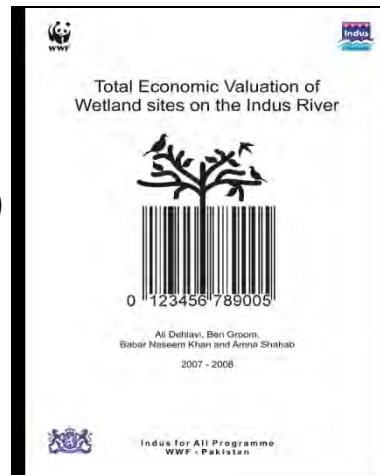 WWF
Indus
Total Economic Valuation of
Wetland sites on the Indus River
0 123456 789005
Ali Dehlavi, Ben Groom,
Babar Naseem Khan and Amna Shahab
2007 - 2008
Indus for All Programme
WWF - Pakistan